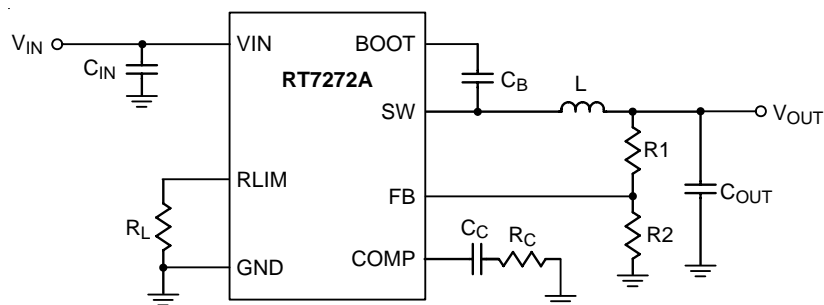 VIN
CIN
VIN
BOOT
RT7272A
CB
L
SW
VOUT
R1
RLIM
FB
COUT
RL
CC
RC
R2
GND
COMP